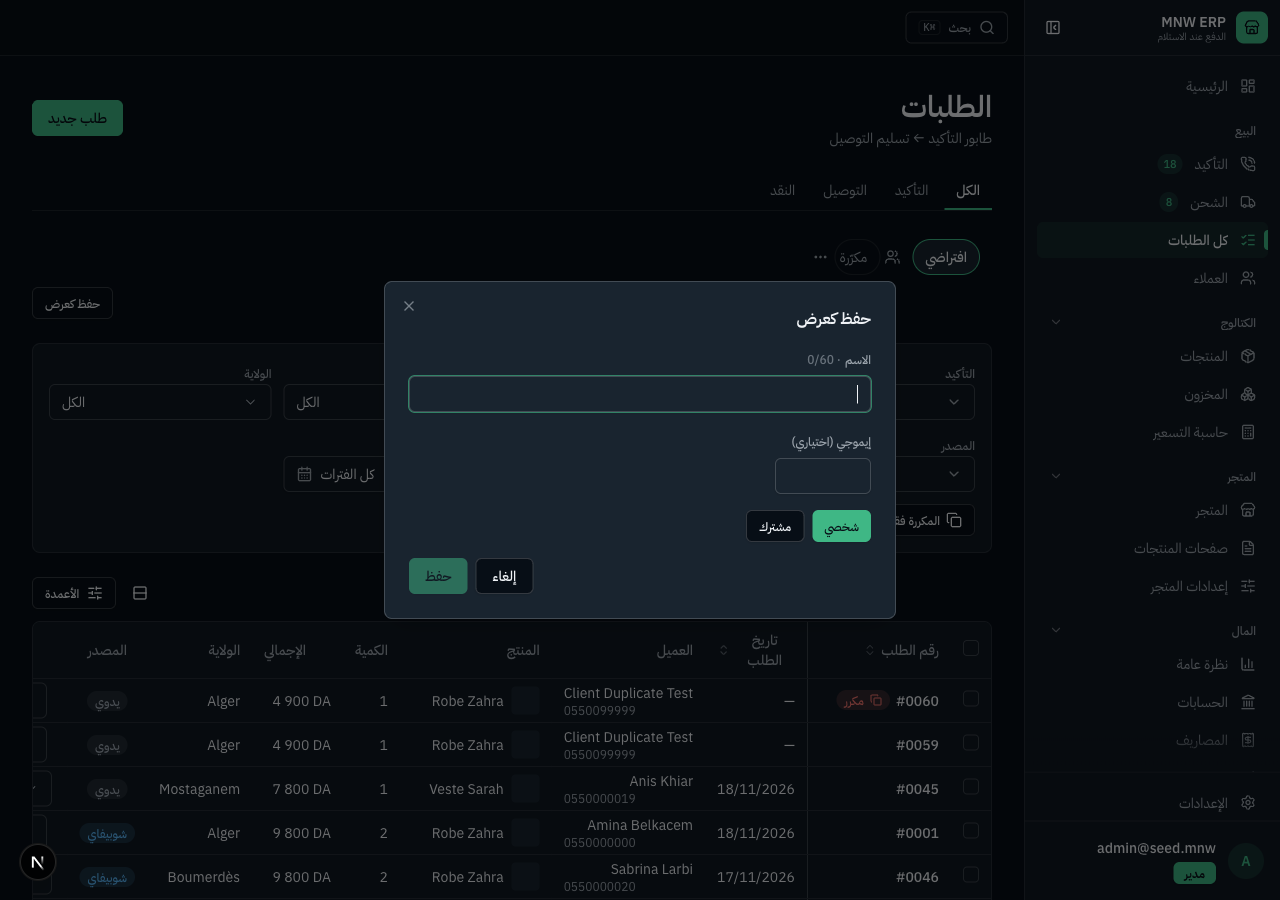 MNW ERP
الدفع عند الاستلام
بحث
K⌘
الرئيسية
البيع
التأكيد 18
الشحن 8
كل الطلبات
العملاء
الكتالوج
المنتجات
المخزون
حاسبة التسعير
المتجر
المتجر
صفحات المنتجات
إعدادات المتجر
المال
نظرة عامة
الحسابات
المصاريف
الإعدادات
admin@seed.mnw
A
مدير
الطلبات
طابور التأكيد ← تسليم التوصيل
طلب جديد
الكل
التأكيد
التوصيل
النقد
افتراضي
مكرّرة
حفظ كعرض
التأكيد
الكل
الولاية
الكل
المصدر
كل الفترات
المكررة
حفظ كعرض
الاسم · 0/60
إيموجي (اختياري)
شخصي
مشترك
إلغاء
حفظ
الأعمدة
رقم الطلب
تاريخ الطلب
العميل
المنتج
الكمية
الإجمالي
الولاية
المصدر
#0060 مكرر — Client Duplicate Test 0550099999 Robe Zahra 1 4 900 DA Alger يدوي
#0059 — Client Duplicate Test 0550099999 Robe Zahra 1 4 900 DA Alger يدوي
#0045 18/11/2026 Anis Khiar 0550000019 Veste Sarah 1 7 800 DA Mostaganem يدوي
#0001 18/11/2026 Amina Belkacem 0550000000 Robe Zahra 2 9 800 DA Alger شوبيفاي
#0046 17/11/2026 Sabrina Larbi 0550000020 Robe Zahra 2 9 800 DA Boumerdès شوبيفاي
N